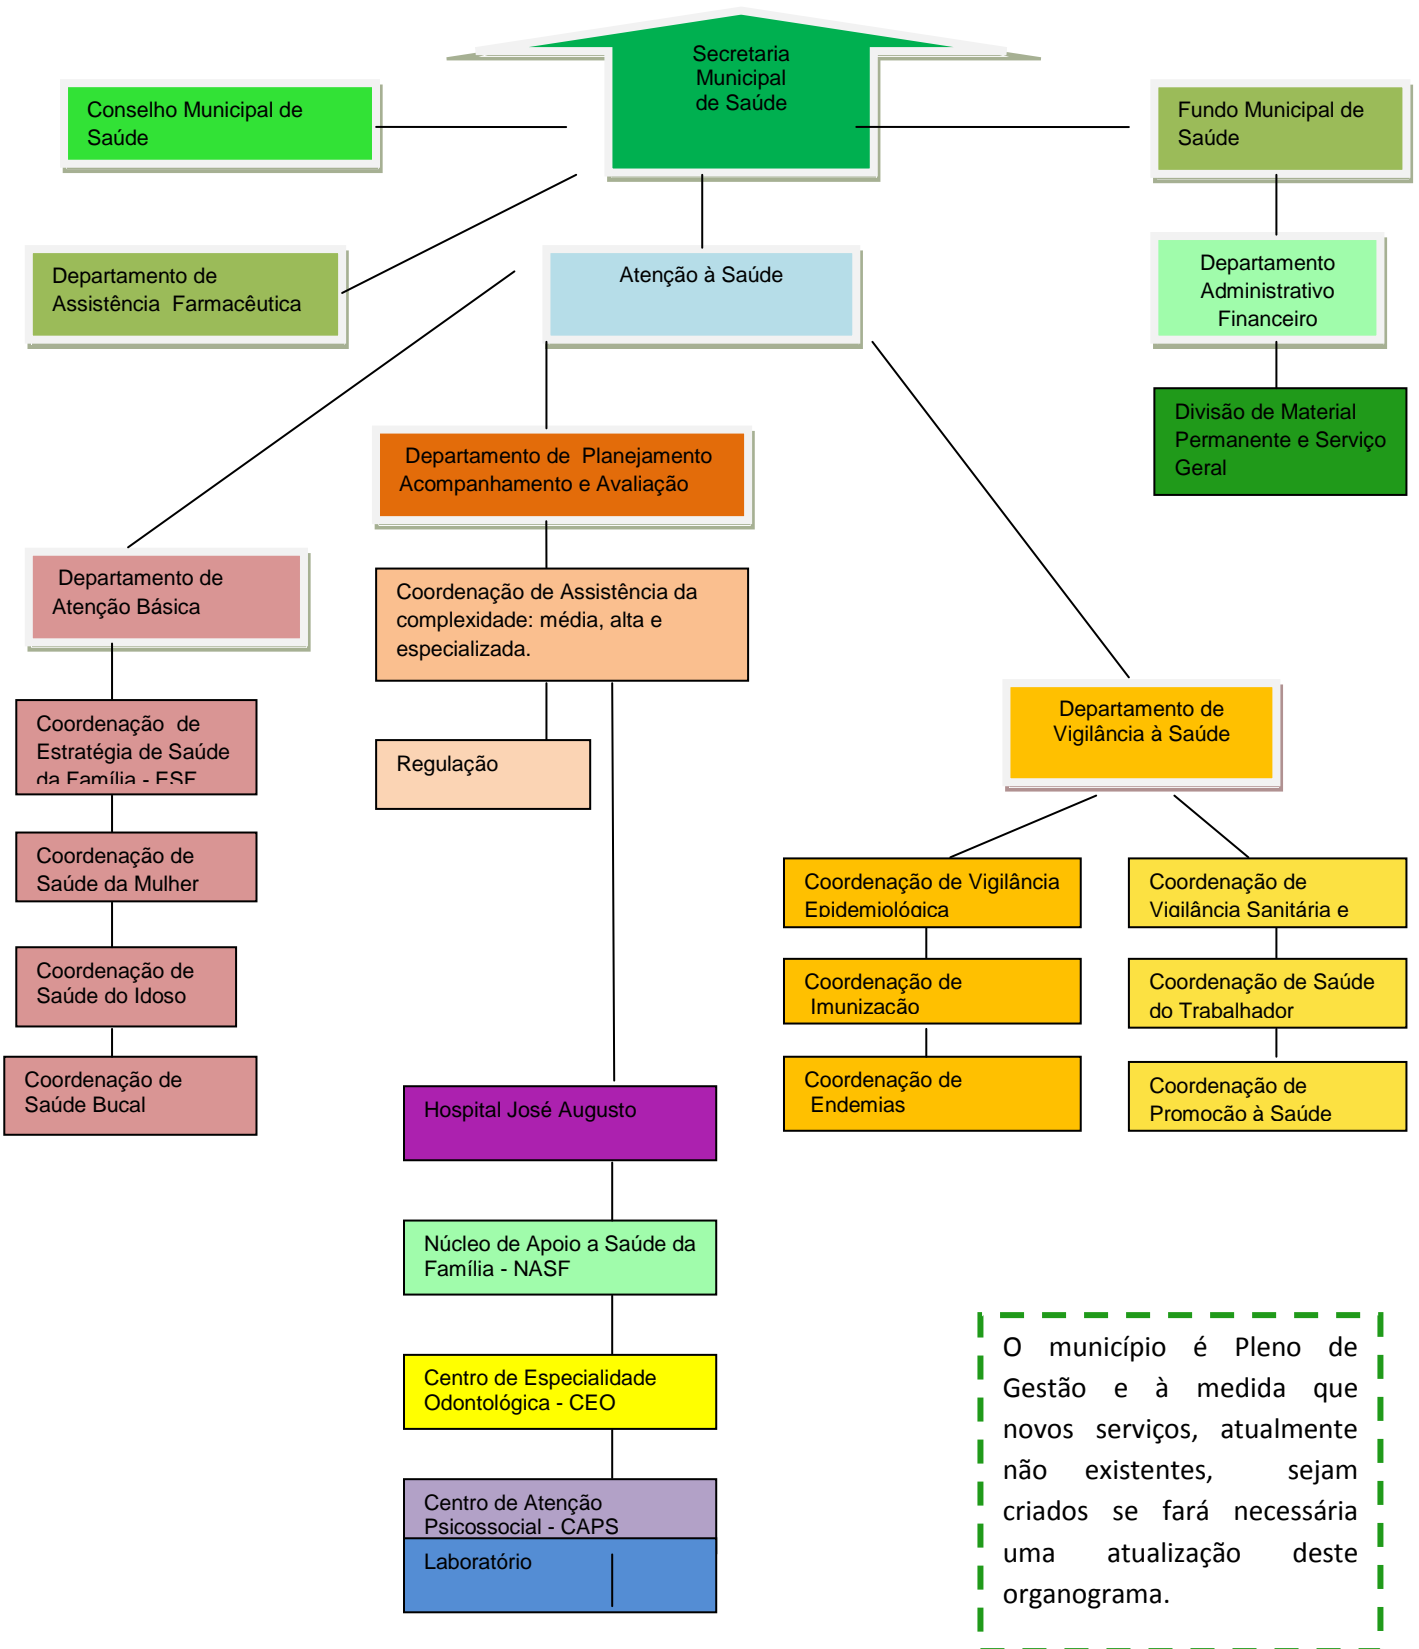 Secretaria
Municipal
de Saúde
Conselho Municipal de
Saúde
Fundo Municipal de
Saúde
Departamento de
Assistência Farmacêutica
Atenção à Saúde
Departamento
Administrativo
Financeiro
Divisão de Material
Permanente e Serviço
Geral
Departamento de Planejamento
Acompanhamento e Avaliação
Departamento de
Atenção Básica
Coordenação de Assistência da
complexidade: média, alta e
especializada.
Departamento de
Vigilância à Saúde
Coordenação de
Estratégia de Saúde
da Família - ESF
Regulação
Coordenação de
Saúde da Mulher
Coordenação de
Saúde do Idoso
Coordenação de
Saúde Bucal
Coordenação de Vigilância
Epidemiológica
Coordenação de
Imunização
Coordenação de
Endemias
Coordenação de
Vigilância Sanitária e
Coordenação de Saúde
do Trabalhador
Coordenação de
Promoção à Saúde
Hospital José Augusto
Núcleo de Apoio a Saúde da
Família - NASF
Centro de Especialidade
Odontológica - CEO
Centro de Atenção
Psicossocial - CAPS
Laboratório
O município é Pleno de
Gestão e à medida que
novos serviços, atualmente
não existentes, sejam
criados se fará necessária
uma atualização deste
organograma.